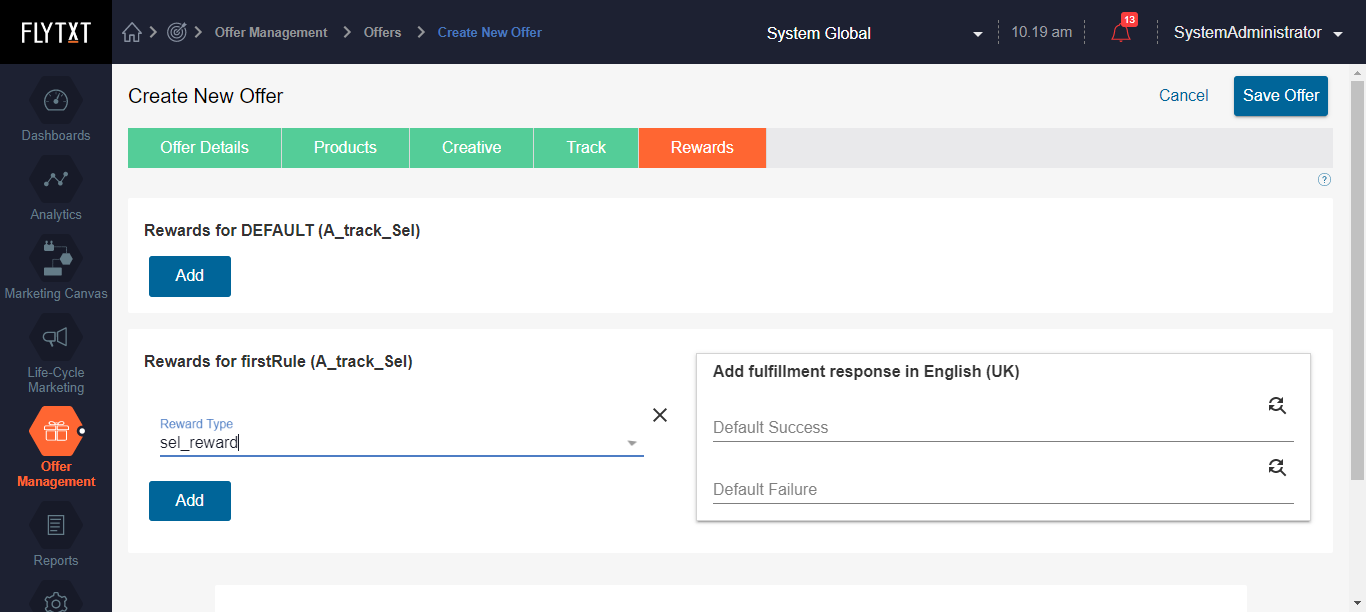 FLYTXT
Offer Management
Offers
Create New Offer
System Global
10.19 am
13
SystemAdministrator
Dashboards
Analytics
Marketing Canvas
Life-Cycle
Marketing
Offer
Management
Reports
Create New Offer
Cancel
Save Offer
Offer Details
Products
Creative
Track
Rewards
?
Rewards for DEFAULT (A_track_Sel)
Add
Rewards for firstRule (A_track_Sel)
Reward Type
sel_reward
Add
Add fulfillment response in English (UK)
Default Success
Default Failure